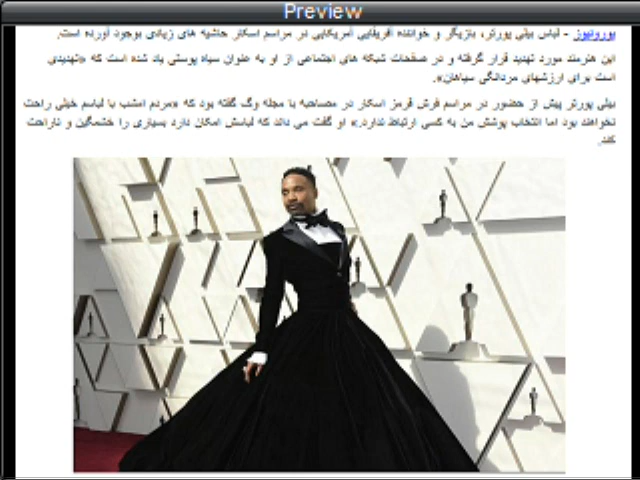 Preview
یورونیوز - لباس بیلی پورتر، بازیگر و خواننده آفریقایی آمریکایی در مراسم اسکار حاشیه های زیادی بوجود آورده است.
این هنرمند مورد تهدید قرار گرفته و در صفحات شبکه های اجتماعی از او به عنوان سیاه پوستی یاد شده است که «تهدیدی
است برای ارزشهای مردانگی سیاهان».
بیلی پورتر پیش از حضور در مراسم فرش قرمز اسکار در مصاحبه با مجله وگ گفته بود که «مردم امشب با لباسم خیلی راحت
نخواهند بود اما انتخاب پوشش من به کسی ارتباط ندارد.» او گفت می داند که لباسش امکان دارد بسیاری را خشمگین و ناراحت
کند.